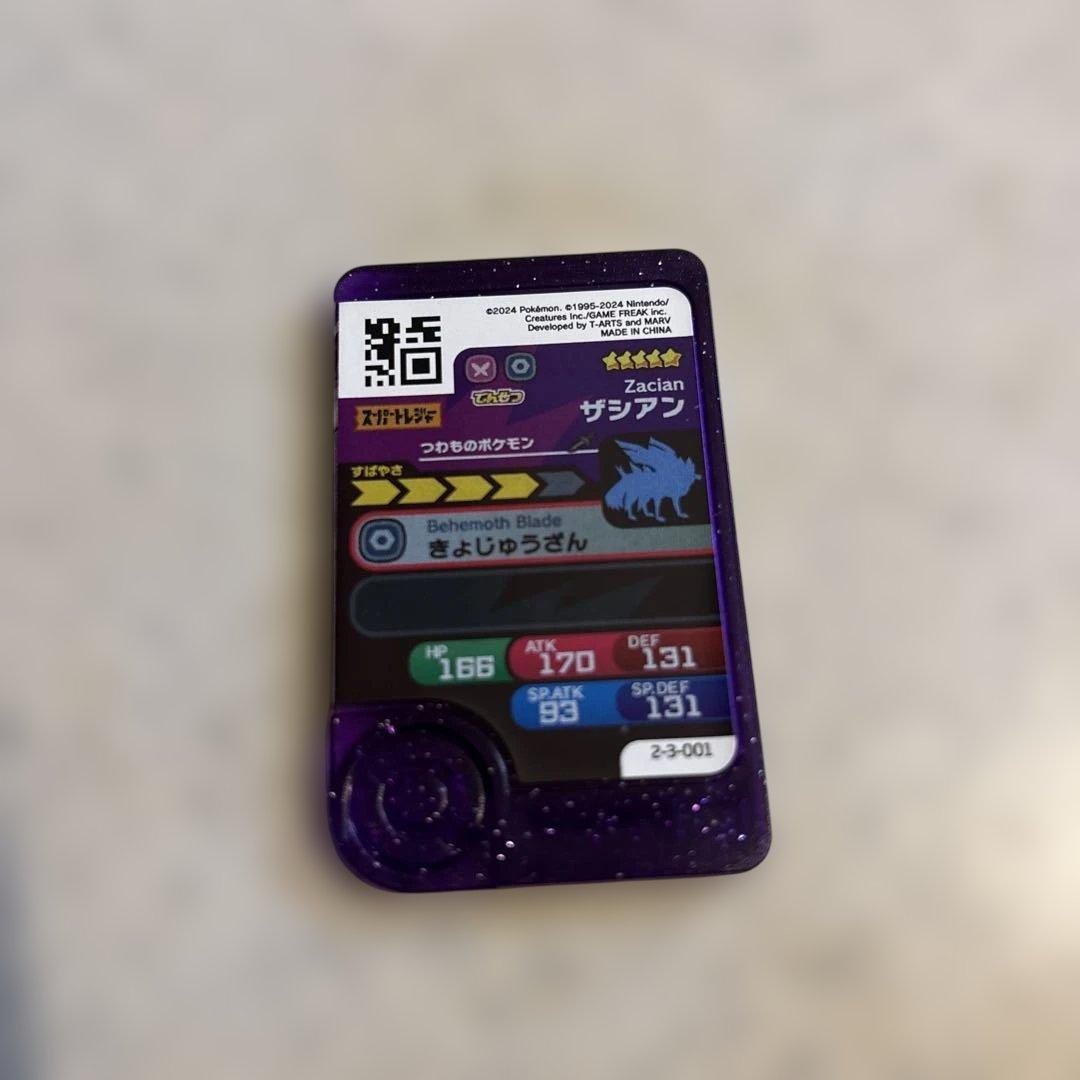 ©2024 Pokémon. ©1995-2024 Nintendo/
Creatures Inc./GAME FREAK inc.
Developed by T-ARTS and MARV
MADE IN CHINA
Zacian
ザシアン
でんせつ
スーパートレジャー
つわものポケモン
すばやさ
Behemoth Blade
きょじゅうざん
HP 166
ATK 170
DEF 131
SP.ATK 93
SP.DEF 131
2-3-001